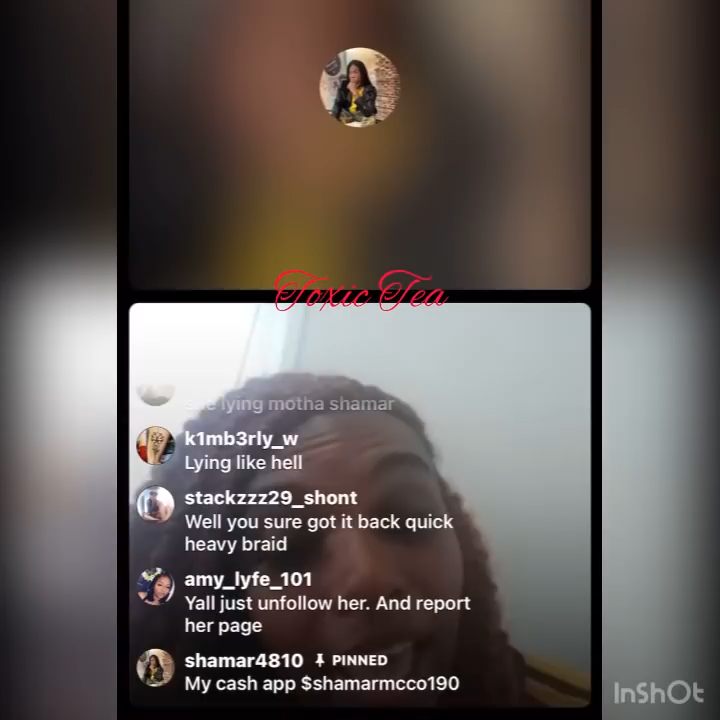 Toxic Tea
lying motha shamar
k1mb3rly_w
Lying like hell
stackzzz29_shont
Well you sure got it back quick
heavy braid
amy_lyfe_101
Yall just unfollow her. And report
her page
shamar4810 PINNED
My cash app $shamarmcco190
InShOt